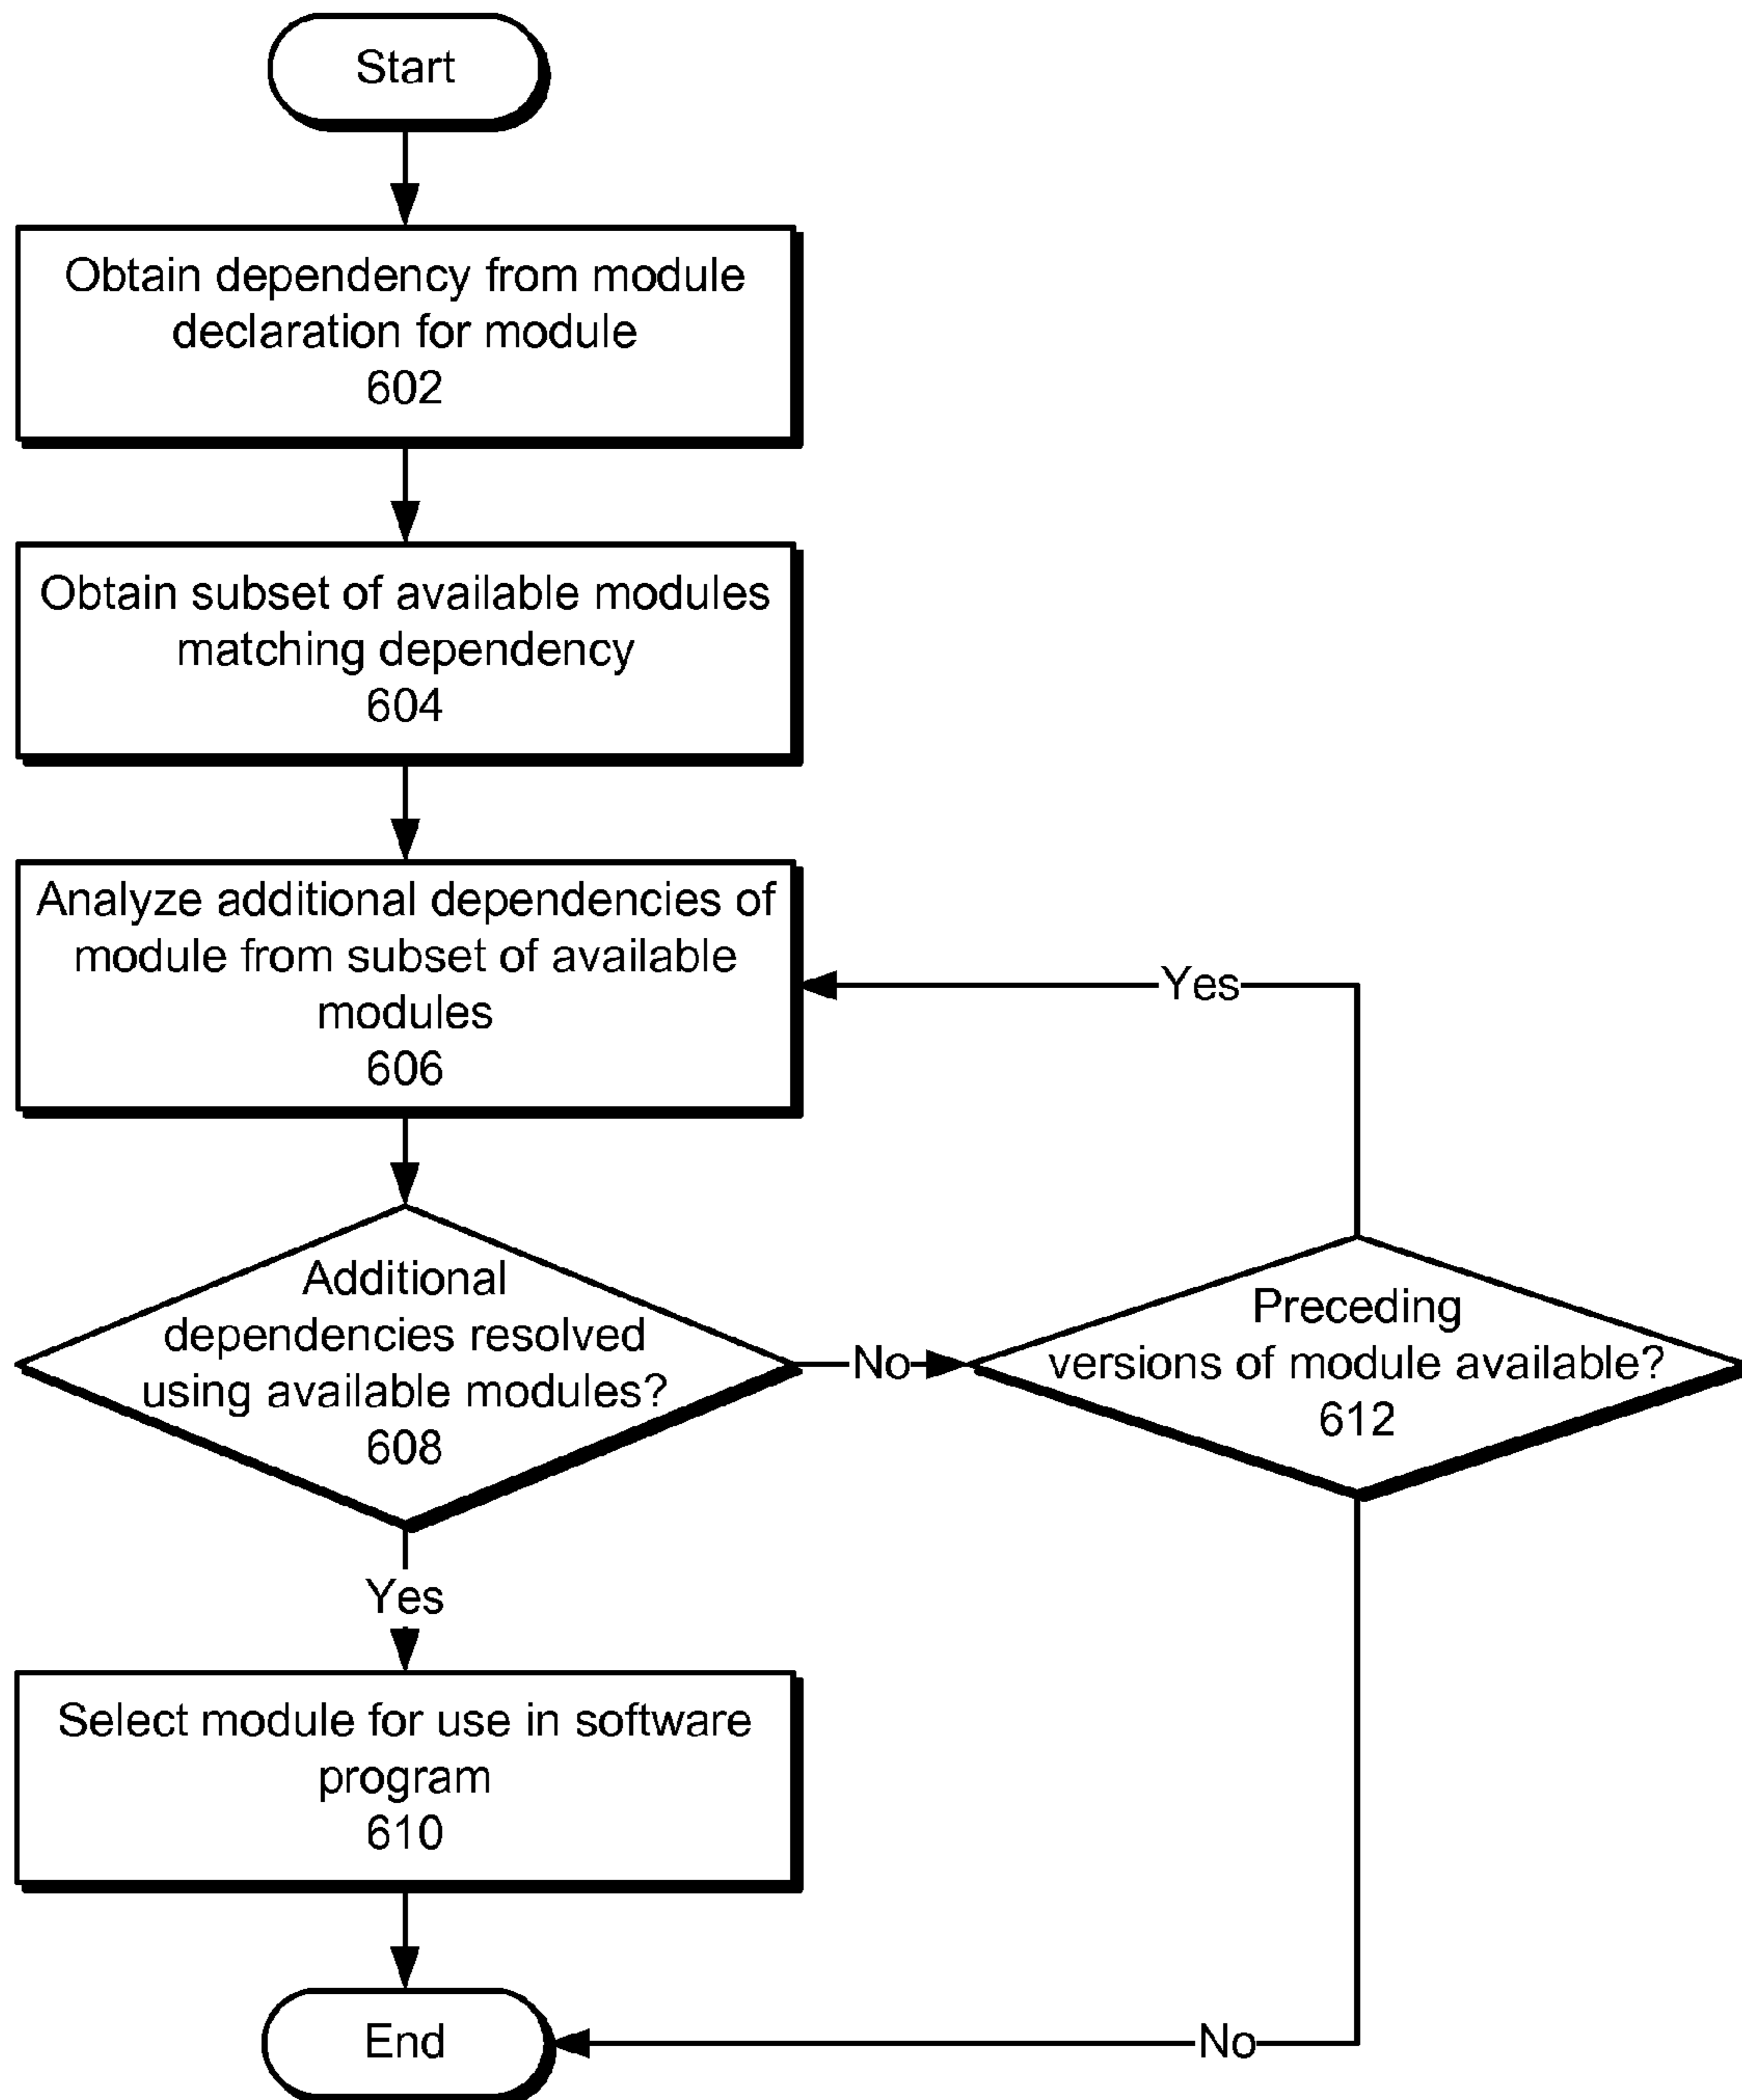 Start
Obtain dependency from module
declaration for module
602
Obtain subset of available modules
matching dependency
604
Analyze additional dependencies of
module from subset of available
modules
606
Yes
Additional
dependencies resolved
using available modules?
608
No
Preceding
versions of module available?
612
Yes
Select module for use in software
program
610
End
No